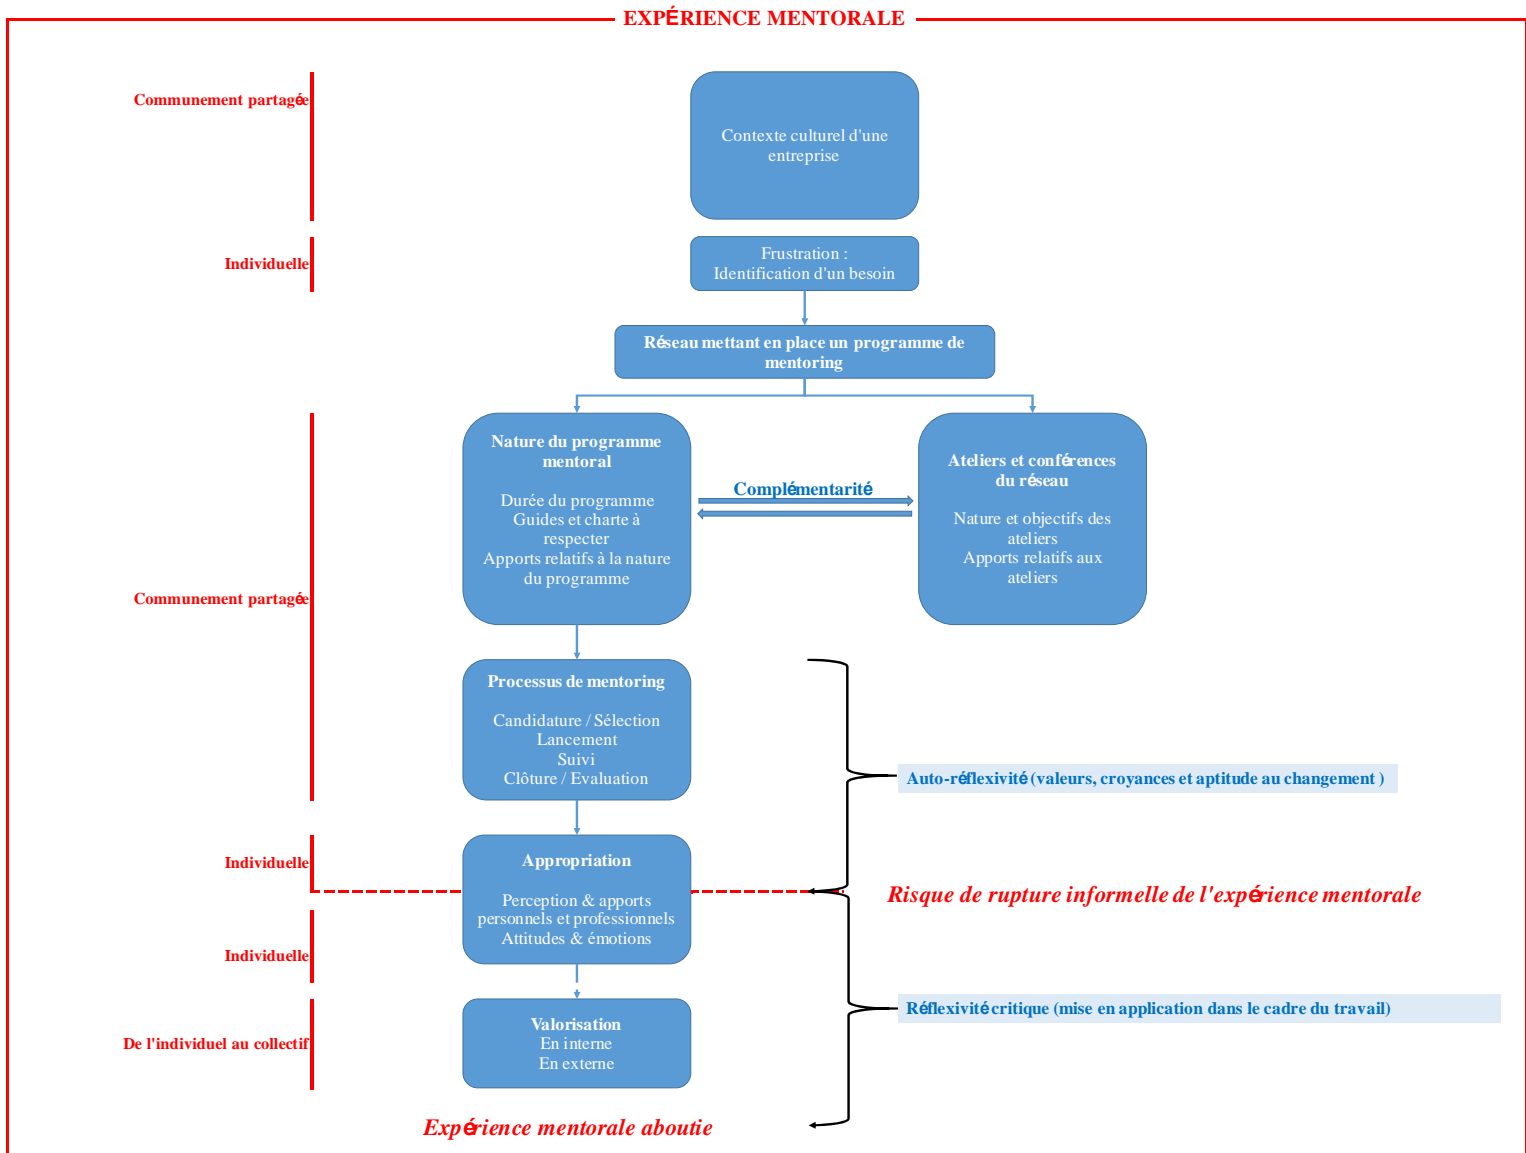 EXPÉRIENCE MENTORALE
Communement partagée
Contexte culturel d'une
entreprise
Individuelle
Frustration :
Identification d'un besoin
Réseau mettant en place un programme de
mentoring
Nature du programme
mentoral
Durée du programme
Guides et charte à
respecter
Apports relatifs à la nature
du programme
Complémentarité
Ateliers et conférences
du réseau
Nature et objectifs des
ateliers
Apports relatifs aux
ateliers
Communement partagée
Processus de mentoring
Candidature / Sélection
Lancement
Suivi
Clôture / Evaluation
Auto-réflexivité (valeurs, croyances et aptitude au changement )
Individuelle
Appropriation
Perception & apports
personnels et professionnels
Attitudes & émotions
Risque de rupture informelle de l'expérience mentorale
Individuelle
Réflexivité critique (mise en application dans le cadre du travail)
De l'individuel au collectif
Valorisation
En interne
En externe
Expérience mentorale aboutie